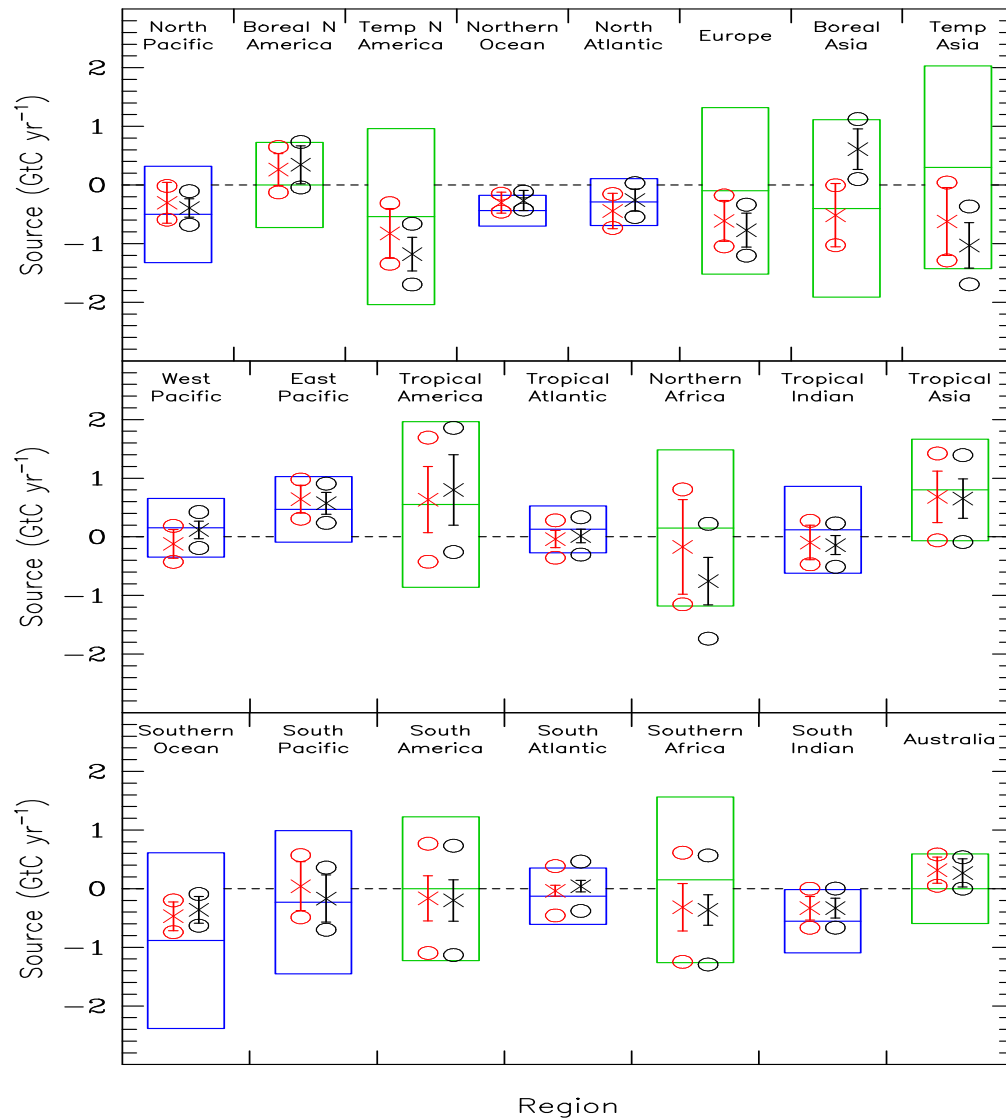 North Pacific
Boreal N America
Temp N America
Northern Ocean
North Atlantic
Europe
Boreal Asia
Temp Asia
Source (GtC yr⁻¹)
2
1
0
−1
−2
West Pacific
East Pacific
Tropical America
Tropical Atlantic
Northern Africa
Tropical Indian
Tropical Asia
Source (GtC yr⁻¹)
2
1
0
−1
−2
Southern Ocean
South Pacific
South America
South Atlantic
Southern Africa
South Indian
Australia
Source (GtC yr⁻¹)
2
1
0
−1
−2
Region